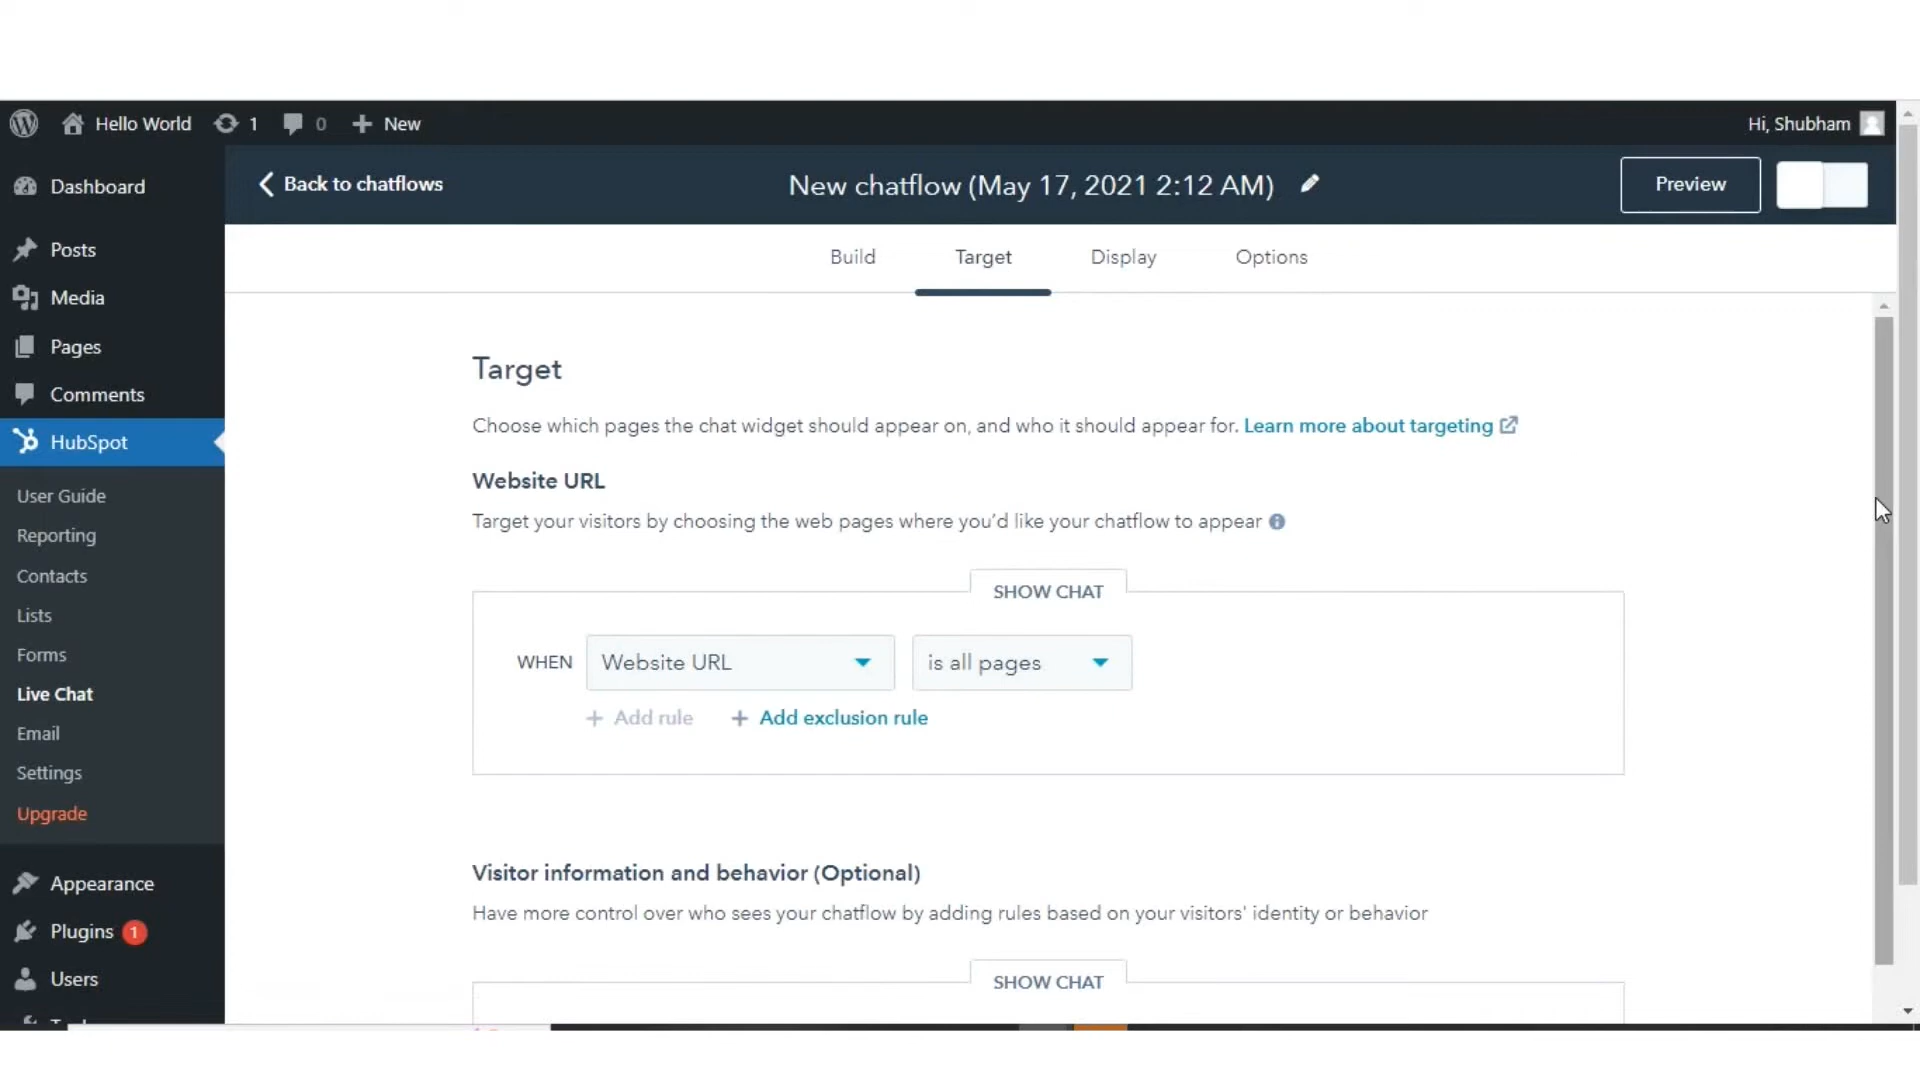 Hello World 1 0 New Hi, Shubham
Back to chatflows New chatflow (May 17, 2021 2:12 AM) Preview
Build Target Display Options
Dashboard
Posts
Media
Pages
Comments
HubSpot
User Guide
Reporting
Contacts
Lists
Forms
Live Chat
Email
Settings
Upgrade
Appearance
Plugins 1
Users
Target
Choose which pages the chat widget should appear on, and who it should appear for. Learn more about targeting
Website URL
Target your visitors by choosing the web pages where you'd like your chatflow to appear
SHOW CHAT
WHEN Website URL is all pages
+ Add rule + Add exclusion rule
Visitor information and behavior (Optional)
Have more control over who sees your chatflow by adding rules based on your visitors' identity or behavior
SHOW CHAT